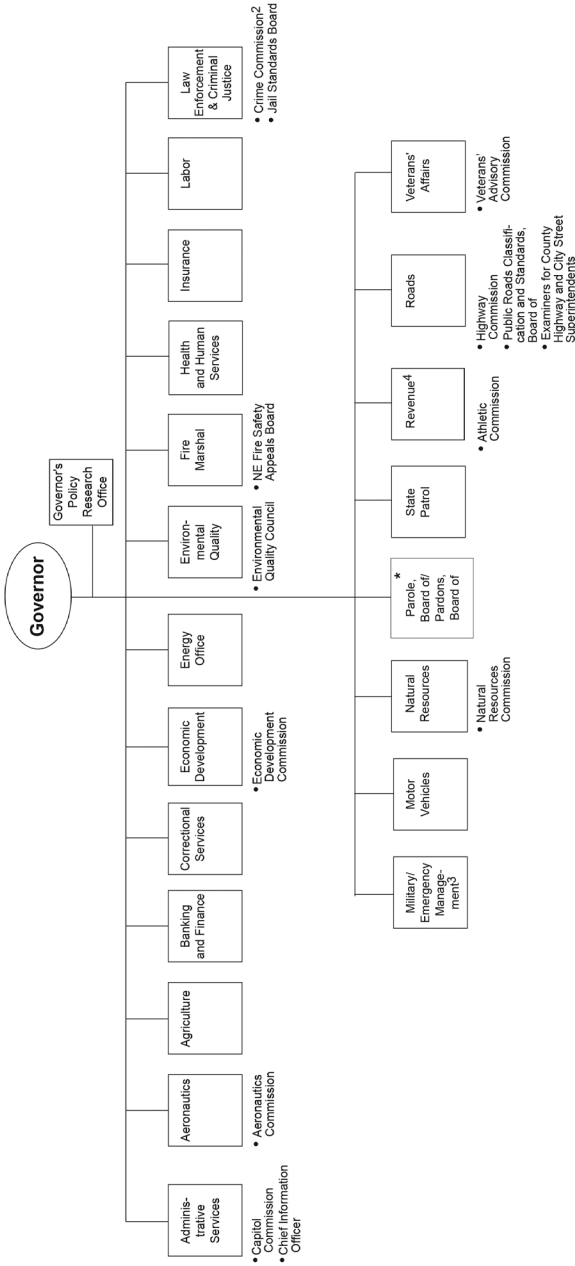 Governor
Governor's
Policy
Research
Office
Adminis-
trative
Services
• Capitol
Commission
• Chief Information
Officer
Aeronautics
• Aeronautics
Commission
Agriculture
Banking
and Finance
Correctional
Services
Economic
Development
• Economic
Development
Commission
Energy
Office
Environ-
mental
Quality
• Environmental
Quality Council
Fire
Marshal
• NE Fire Safety
Appeals Board
Health
and Human
Services
Insurance
Labor
Law
Enforcement
& Criminal
Justice
• Crime Commission2
• Jail Standards Board
Military/
Emergency
Manage-
ment3
Motor
Vehicles
Natural
Resources
• Natural
Resources
Commission
*
Parole,
Board of/
Pardons,
Board of
State
Patrol
Revenue4
• Athletic
Commission
Roads
• Highway
Commission
• Public Roads Classifi-
cation and Standards,
Board of
• Examiners for County
Highway and City Street
Superintendents
Veterans'
Affairs
• Veterans'
Advisory
Commission